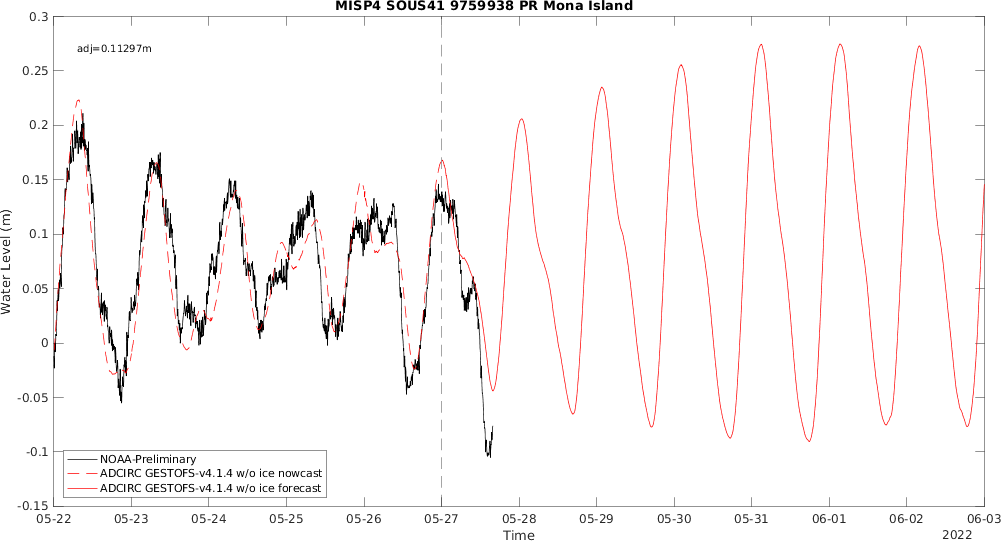 MISP4 SOUS41 9759938 PR Mona Island
adj=0.11297m
0.3
0.25
0.2
0.15
0.1
0.05
0
-0.05
-0.1
-0.15
Water Level (m)
NOAA-Preliminary
ADCIRC GESTOFS-v4.1.4 w/o ice nowcast
ADCIRC GESTOFS-v4.1.4 w/o ice forecast
05-22 05-23 05-24 05-25 05-26 05-27 05-28 05-29 05-30 05-31 06-01 06-02 06-03
Time
2022